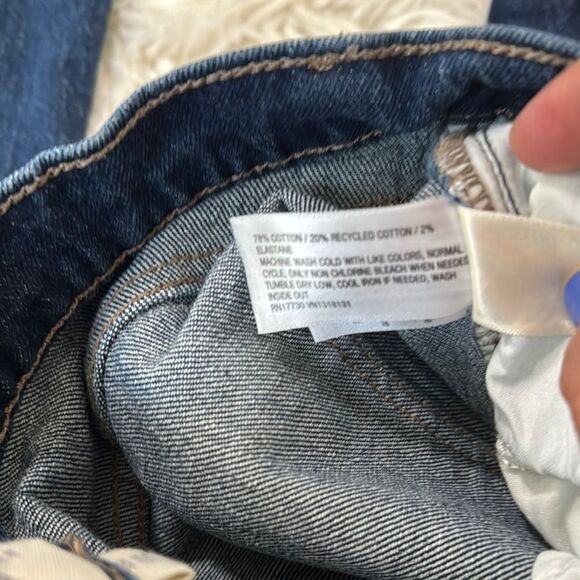 78% COTTON / 20% RECYCLED COTTON / 2%
ELASTANE
MACHINE WASH COLD WITH LIKE COLORS, NORMAL
CYCLE, ONLY NON CHLORINE BLEACH WHEN NEEDED
TUMBLE DRY LOW, COOL IRON IF NEEDED, WASH
INSIDE OUT
RN17730 VN1318131